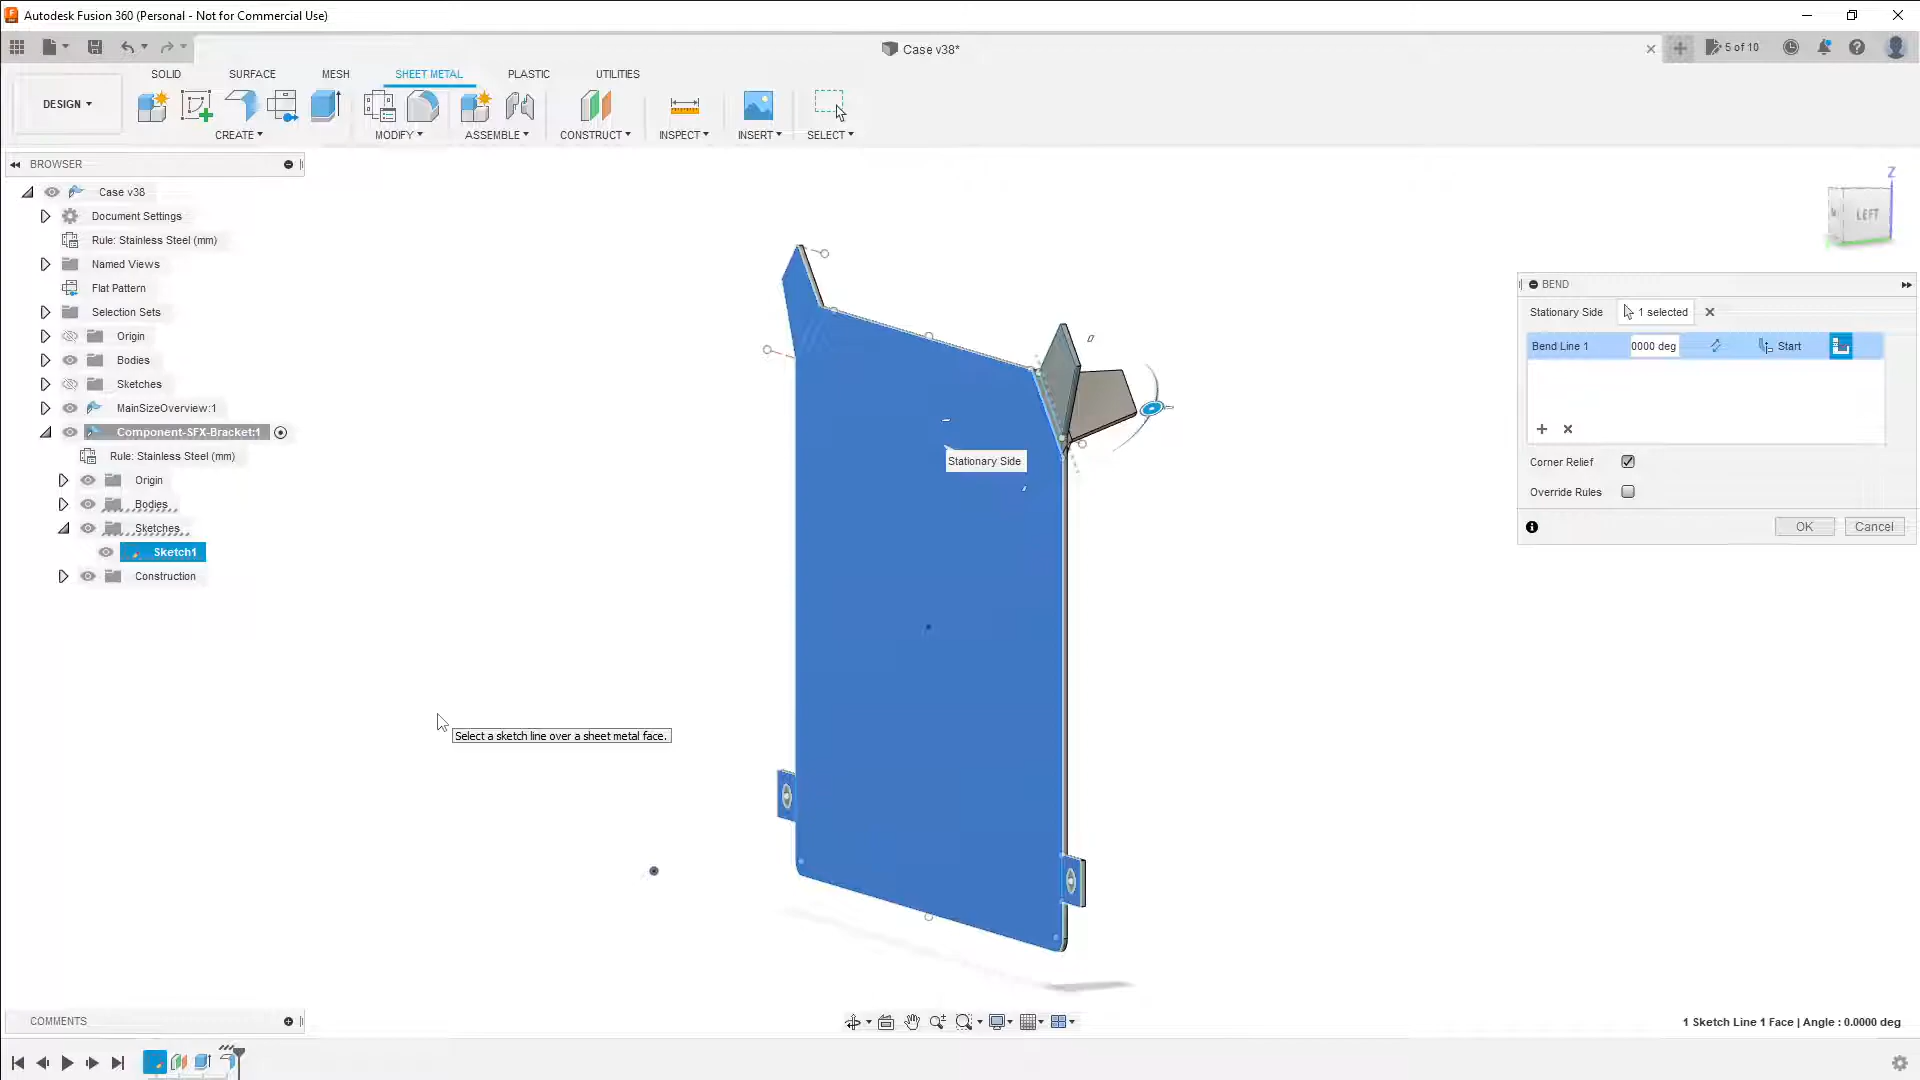 Autodesk Fusion 360 (Personal - Not for Commercial Use)
Case v38*
5 of 10
SOLID
SURFACE
MESH
SHEET METAL
PLASTIC
UTILITIES
DESIGN
CREATE
MODIFY
ASSEMBLE
CONSTRUCT
INSPECT
INSERT
SELECT
BROWSER
Case v38
Document Settings
Rule: Stainless Steel (mm)
Named Views
Flat Pattern
Selection Sets
Origin
Bodies
Sketches
MainSizeOverview:1
Component-SFX-Bracket:1
Rule: Stainless Steel (mm)
Origin
Bodies
Sketches
Sketch1
Construction
Z
LEFT
BEND
Stationary Side
1 selected
Bend Line 1
0000 deg
Start
Corner Relief
Override Rules
OK
Cancel
Stationary Side
Select a sketch line over a sheet metal face.
COMMENTS
1 Sketch Line 1 Face | Angle : 0.0000 deg